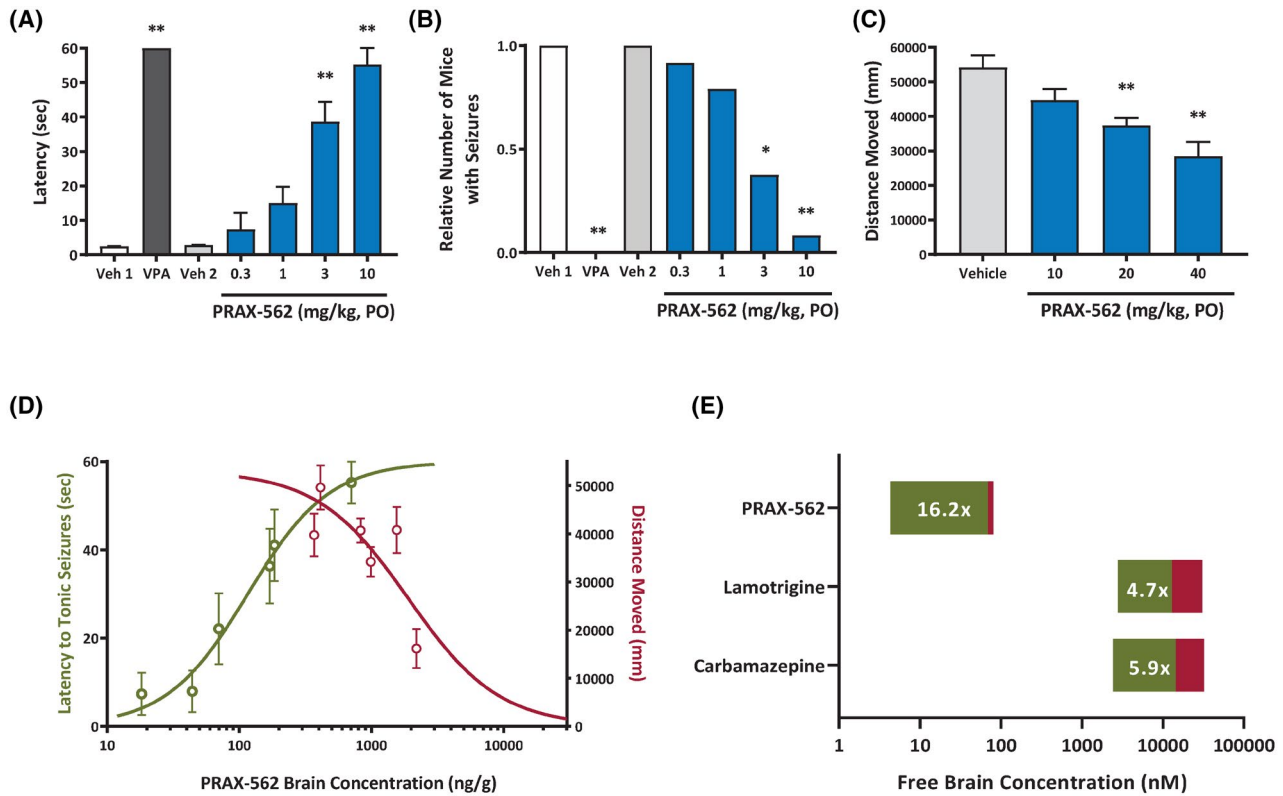 (A)
Latency (sec)
60
50
40
30
20
10
0
**
**
**
Veh 1 VPA Veh 2 0.3 1 3 10
PRAX-562 (mg/kg, PO)
(B)
Relative Number of Mice
with Seizures
1.0
0.5
0.0
**
*
**
Veh 1 VPA Veh 2 0.3 1 3 10
PRAX-562 (mg/kg, PO)
(C)
Distance Moved (mm)
60000
50000
40000
30000
20000
10000
0
**
**
Vehicle 10 20 40
PRAX-562 (mg/kg, PO)
(D)
Latency to Tonic Seizures (sec)
60
40
20
0
50000
40000
30000
20000
10000
0
Distance Moved (mm)
10 100 1000 10000
PRAX-562 Brain Concentration (ng/g)
(E)
PRAX-562
16.2x
Lamotrigine
4.7x
Carbamazepine
5.9x
1 10 100 1000 10000 100000
Free Brain Concentration (nM)